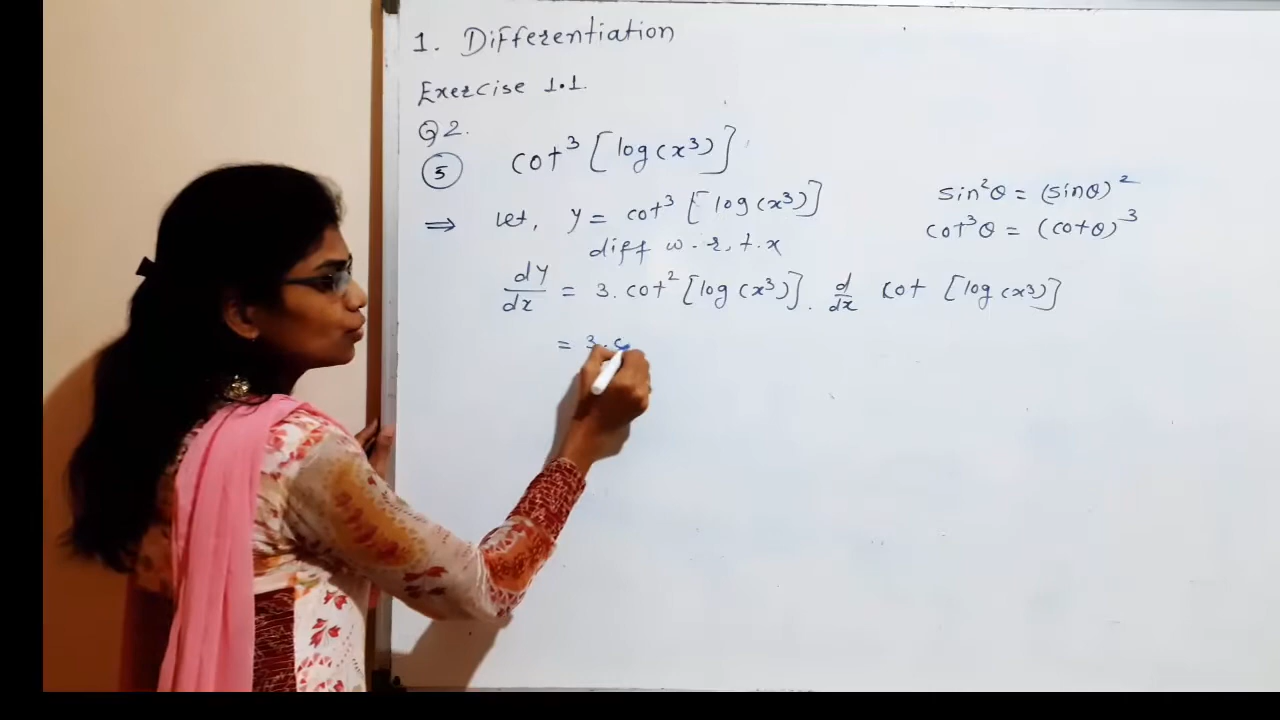 1. Differentiation
Exercise 1.1.
Q 2.
5 cot³ [log(x³)]
⇒ Let, y = cot³ [log(x³)]
diff w.r.t.x
dy/dx = 3. cot² [log(x³)]. d/dx cot [log(x³)]
= 3. c
sin²θ = (sinθ)²
cot³θ = (cotθ)³